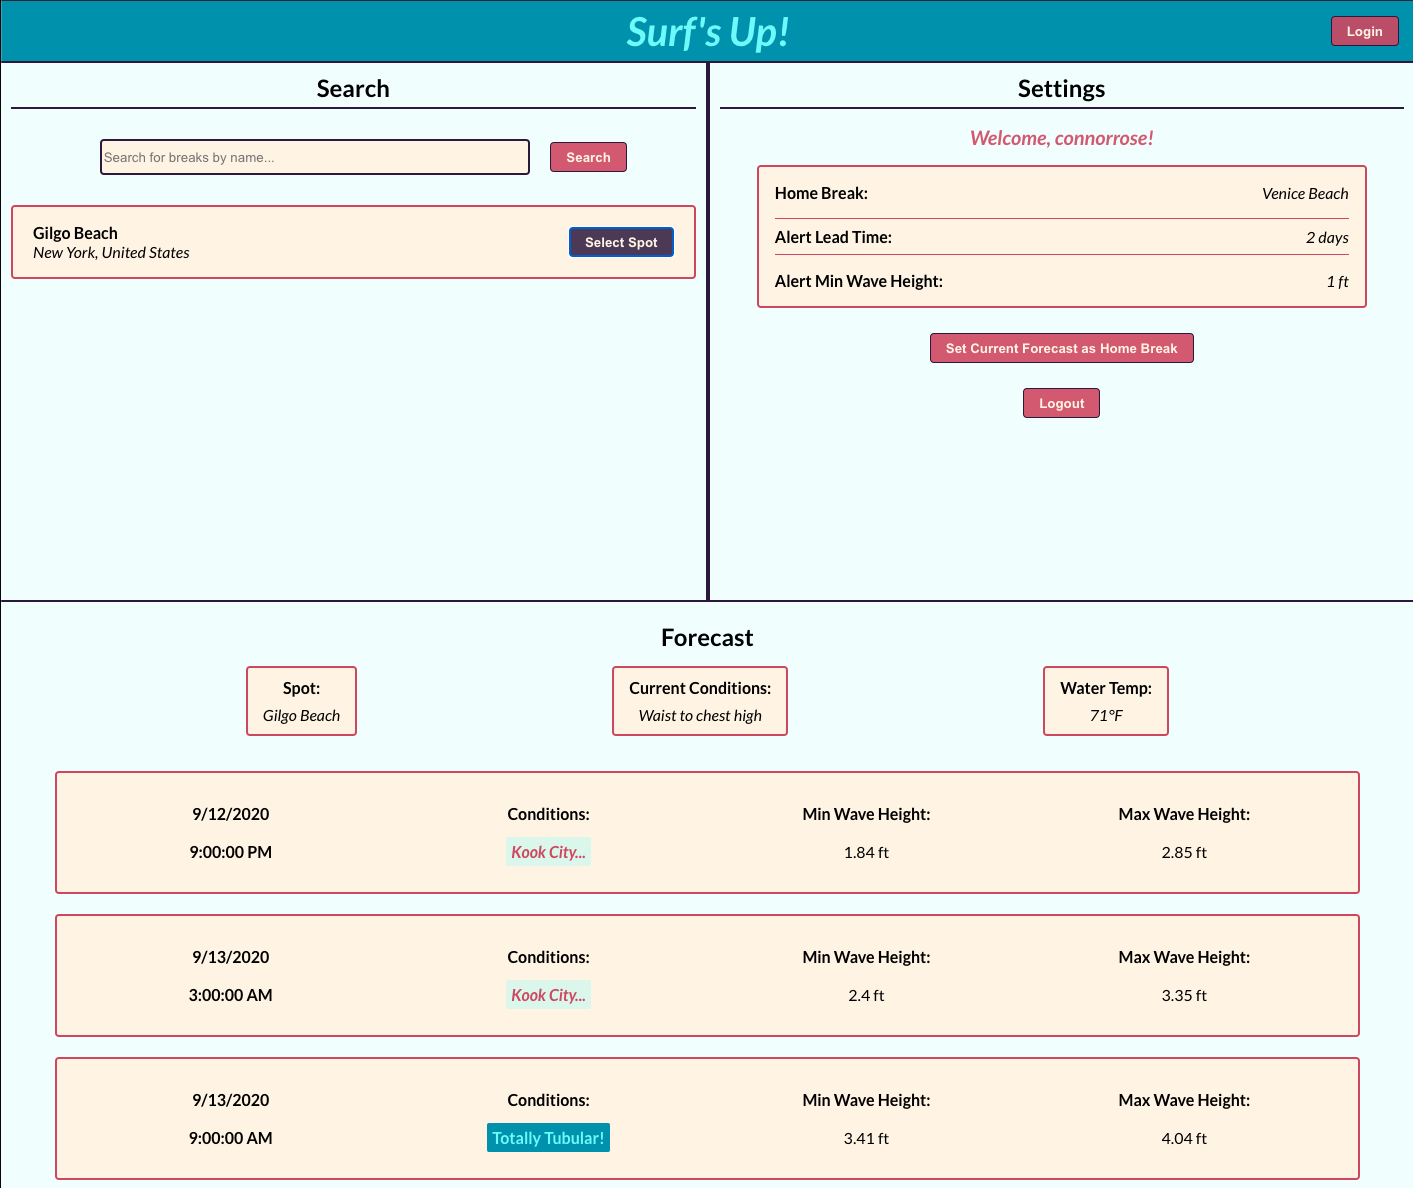 Surf's Up!
Login
Search
Search for breaks by name...
Search
Gilgo Beach
New York, United States
Select Spot
Settings
Welcome, connorrose!
Home Break: Venice Beach
Alert Lead Time: 2 days
Alert Min Wave Height: 1 ft
Set Current Forecast as Home Break
Logout
Forecast
Spot:
Gilgo Beach
Current Conditions:
Waist to chest high
Water Temp:
71°F
9/12/2020 Conditions: Min Wave Height: Max Wave Height:
9:00:00 PM Kook City... 1.84 ft 2.85 ft
9/13/2020 Conditions: Min Wave Height: Max Wave Height:
3:00:00 AM Kook City... 2.4 ft 3.35 ft
9/13/2020 Conditions: Min Wave Height: Max Wave Height:
9:00:00 AM Totally Tubular! 3.41 ft 4.04 ft